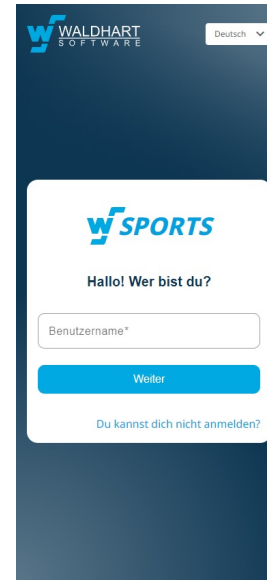 WALDHART
SOFTWARE
Deutsch
SPORTS
Hallo! Wer bist du?
Benutzername*
Weiter
Du kannst dich nicht anmelden?